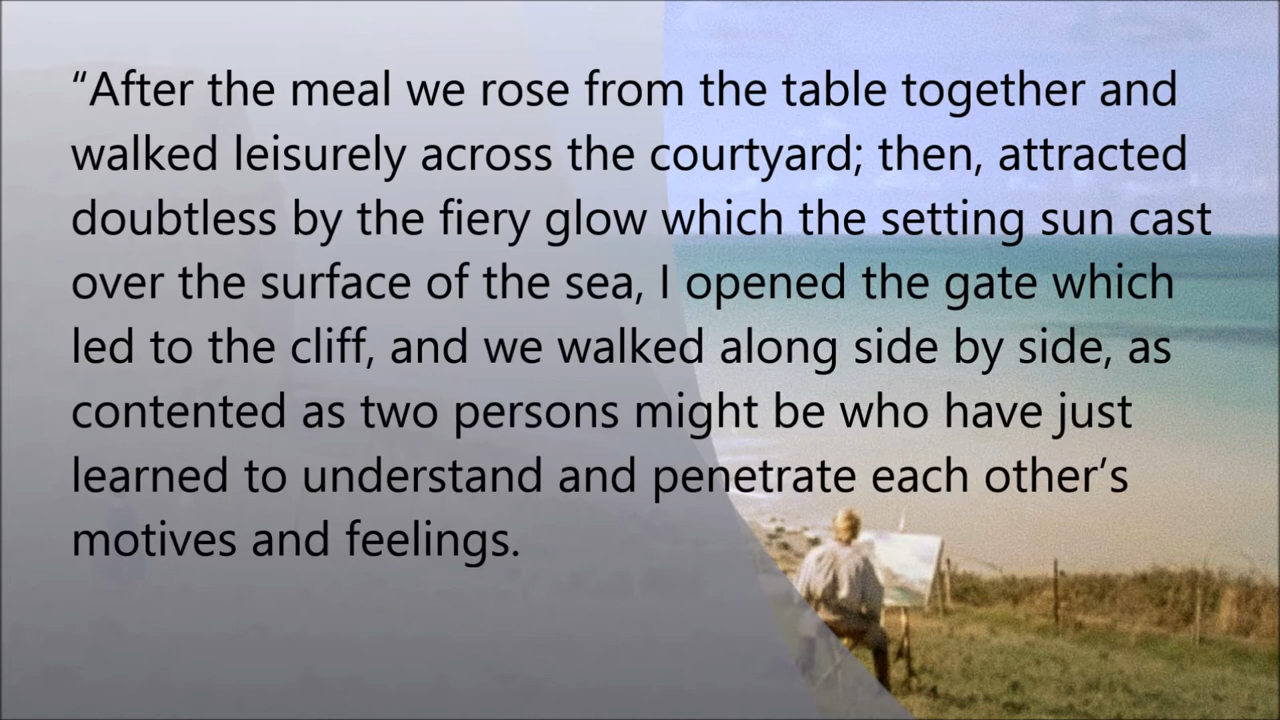 “After the meal we rose from the table together and
walked leisurely across the courtyard; then, attracted
doubtless by the fiery glow which the setting sun cast
over the surface of the sea, I opened the gate which
led to the cliff, and we walked along side by side, as
contented as two persons might be who have just
learned to understand and penetrate each other’s
motives and feelings.